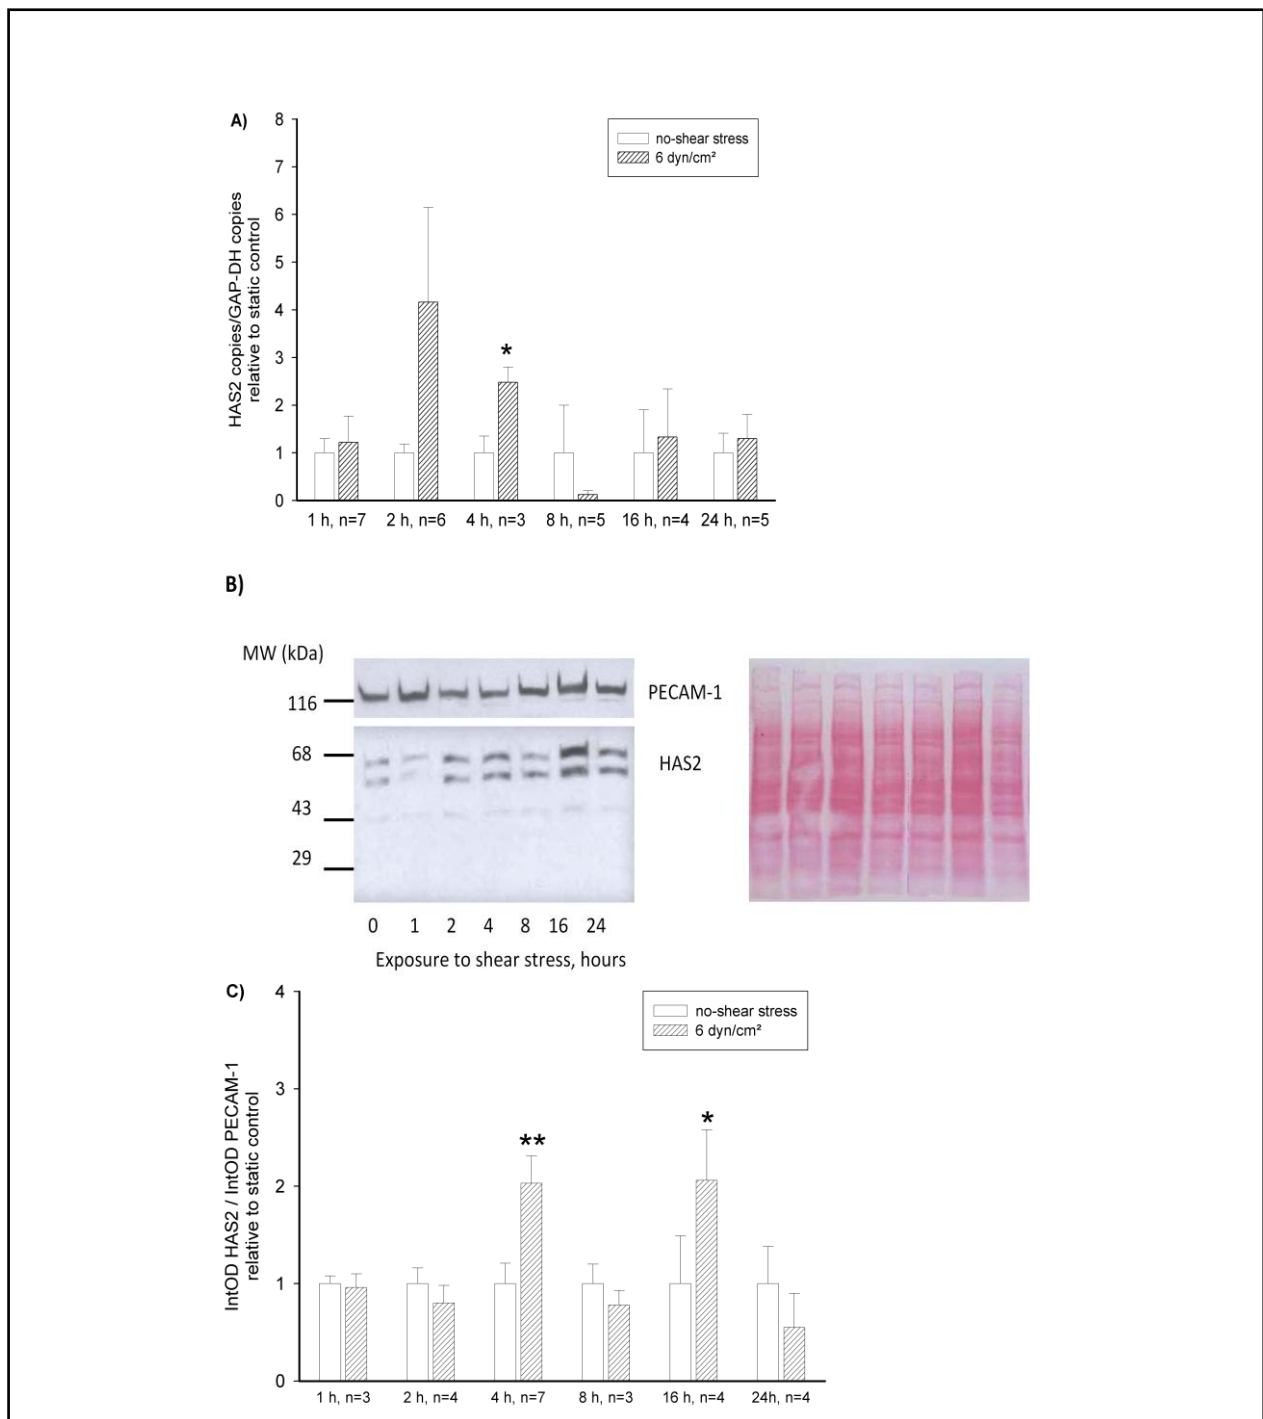 A)
8
7
6
5
4
3
2
1
0
HAS2 copies/GAP-DH copies
relative to static control
no-shear stress
6 dyn/cm²
*
1 h, n=7 2 h, n=6 4 h, n=3 8 h, n=5 16 h, n=4 24 h, n=5
B)
MW (kDa)
116
68
43
29
PECAM-1
HAS2
0 1 2 4 8 16 24
Exposure to shear stress, hours
C)
4
3
2
1
0
IntOD HAS2 / IntOD PECAM-1
relative to static control
no-shear stress
6 dyn/cm²
**
*
1 h, n=3 2 h, n=4 4 h, n=7 8 h, n=3 16 h, n=4 24h, n=4